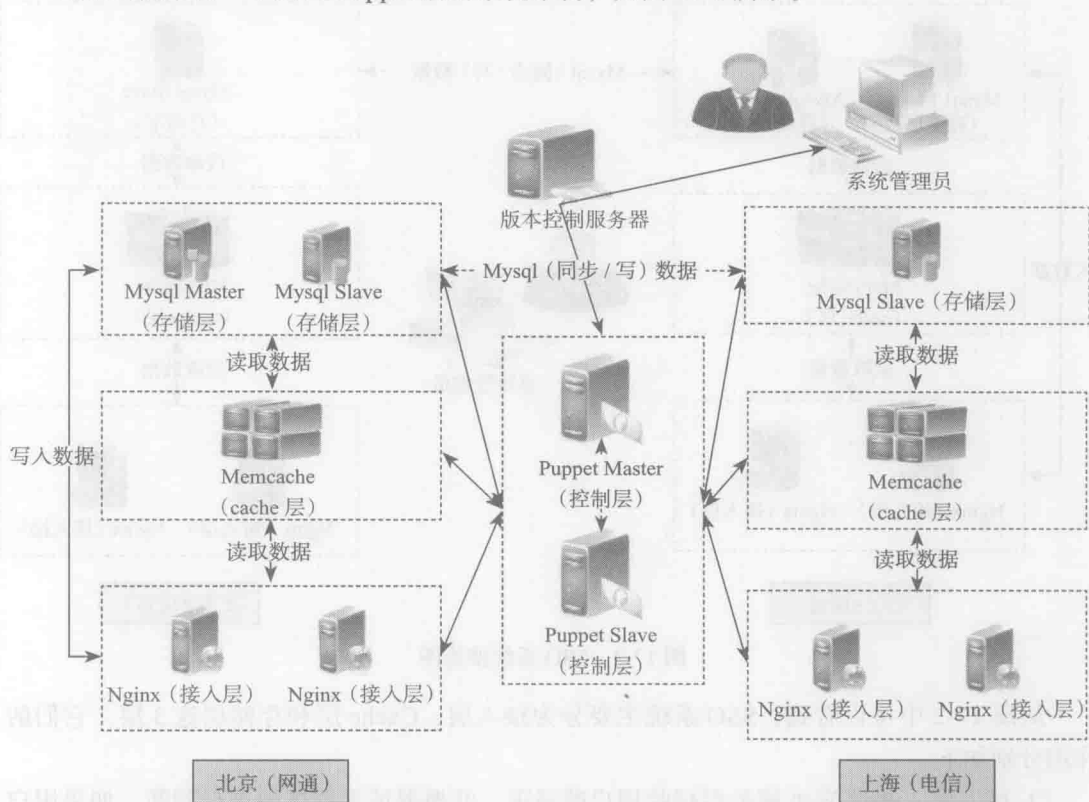 系统管理员
版本控制服务器
Mysql（同步/写）数据
Mysql Master
（存储层）
Mysql Slave
（存储层）
Mysql Slave（存储层）
读取数据
读取数据
写入数据
Memcache
（cache 层）
Puppet Master
（控制层）
Memcache
（cache 层）
读取数据
读取数据
Puppet Slave
（控制层）
Nginx（接入层）
Nginx（接入层）
Nginx（接入层）
Nginx（接入层）
北京（网通）
上海（电信）